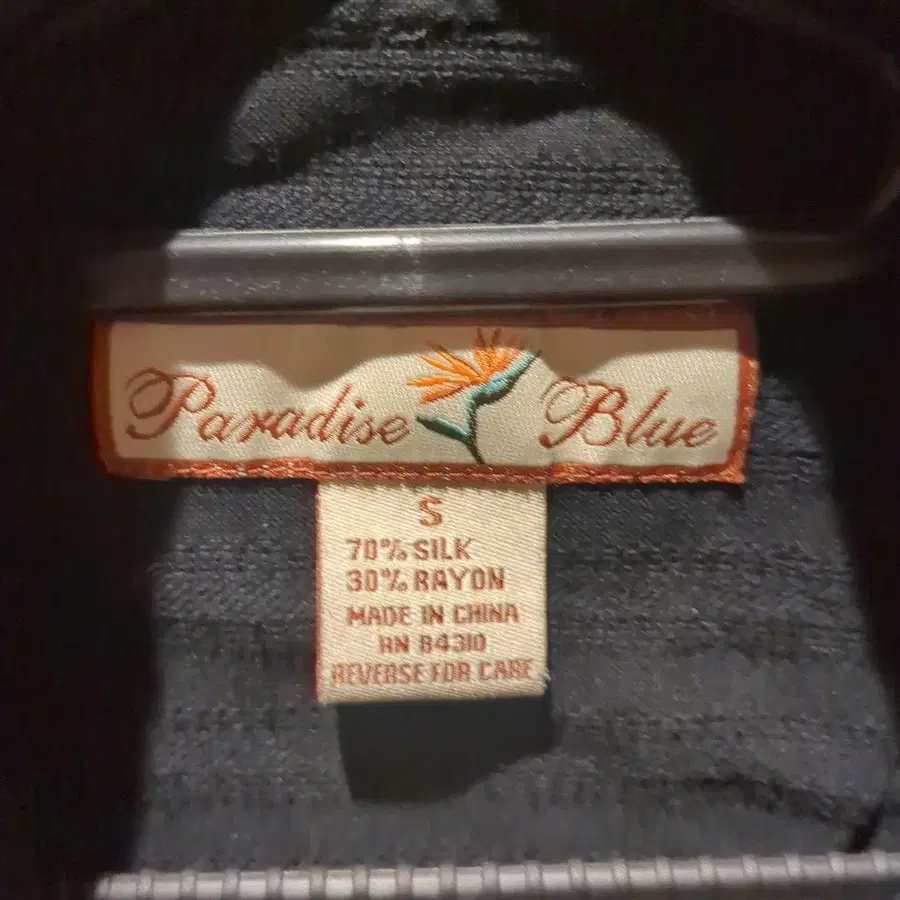 Paradise Blue
S
70% SILK
30% RAYON
MADE IN CHINA
RN 84310
REVERSE FOR CARE